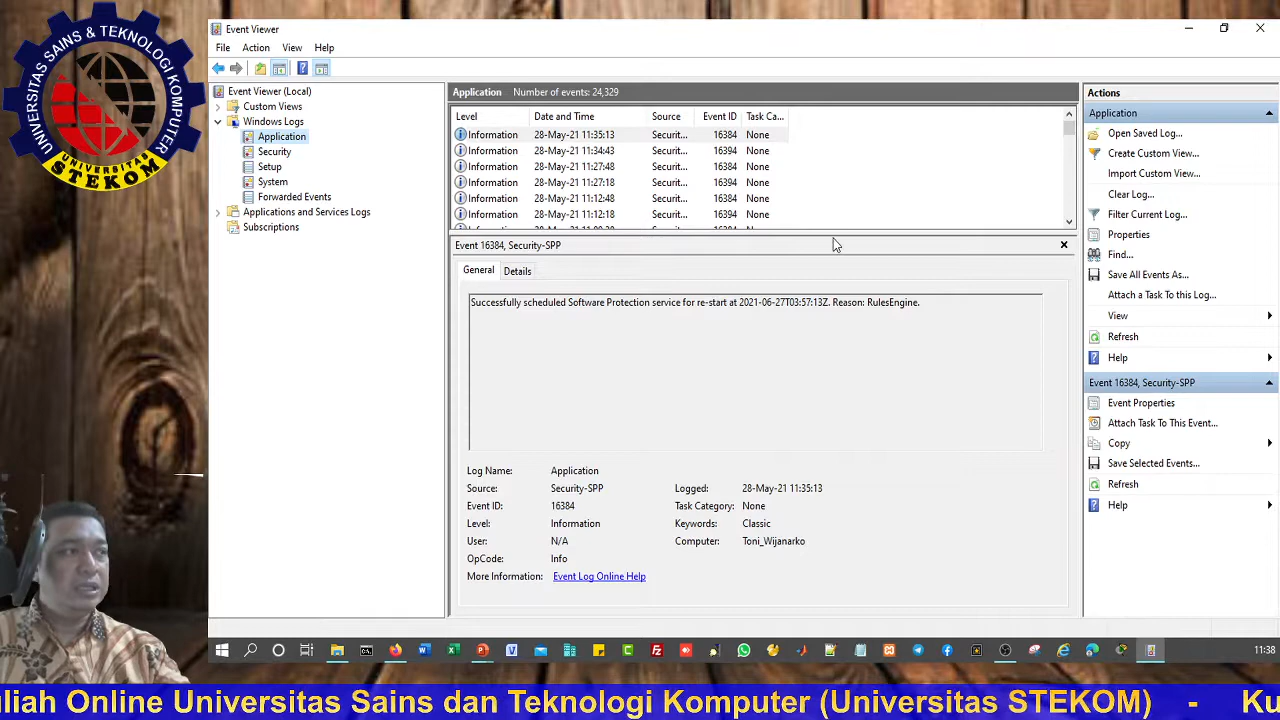 UNIVERSITAS SAINS & TEKNOLOGI KOMPUTER
UNIVERSITAS
STEKOM
Event Viewer
File Action View Help
Event Viewer (Local)
Custom Views
Windows Logs
Application
Security
Setup
System
Forwarded Events
Applications and Services Logs
Subscriptions
Application Number of events: 24,329
Level Date and Time Source Event ID Task Ca...
Information 28-May-21 11:35:13 Securit... 16384 None
Information 28-May-21 11:34:43 Securit... 16394 None
Information 28-May-21 11:27:48 Securit... 16384 None
Information 28-May-21 11:27:18 Securit... 16394 None
Information 28-May-21 11:12:48 Securit... 16384 None
Information 28-May-21 11:12:18 Securit... 16394 None
Event 16384, Security-SPP
General Details
Successfully scheduled Software Protection service for re-start at 2021-06-27T03:57:13Z. Reason: RulesEngine.
Log Name: Application
Source: Security-SPP Logged: 28-May-21 11:35:13
Event ID: 16384 Task Category: None
Level: Information Keywords: Classic
User: N/A Computer: Toni_Wijanarko
OpCode: Info
More Information: Event Log Online Help
Actions
Application
Open Saved Log...
Create Custom View...
Import Custom View...
Clear Log...
Filter Current Log...
Properties
Find...
Save All Events As...
Attach a Task To this Log...
View
Refresh
Help
Event 16384, Security-SPP
Event Properties
Attach Task To This Event...
Copy
Save Selected Events...
Refresh
Help
11:38
uliah Online Universitas Sains dan Teknologi Komputer (Universitas STEKOM) - Ku